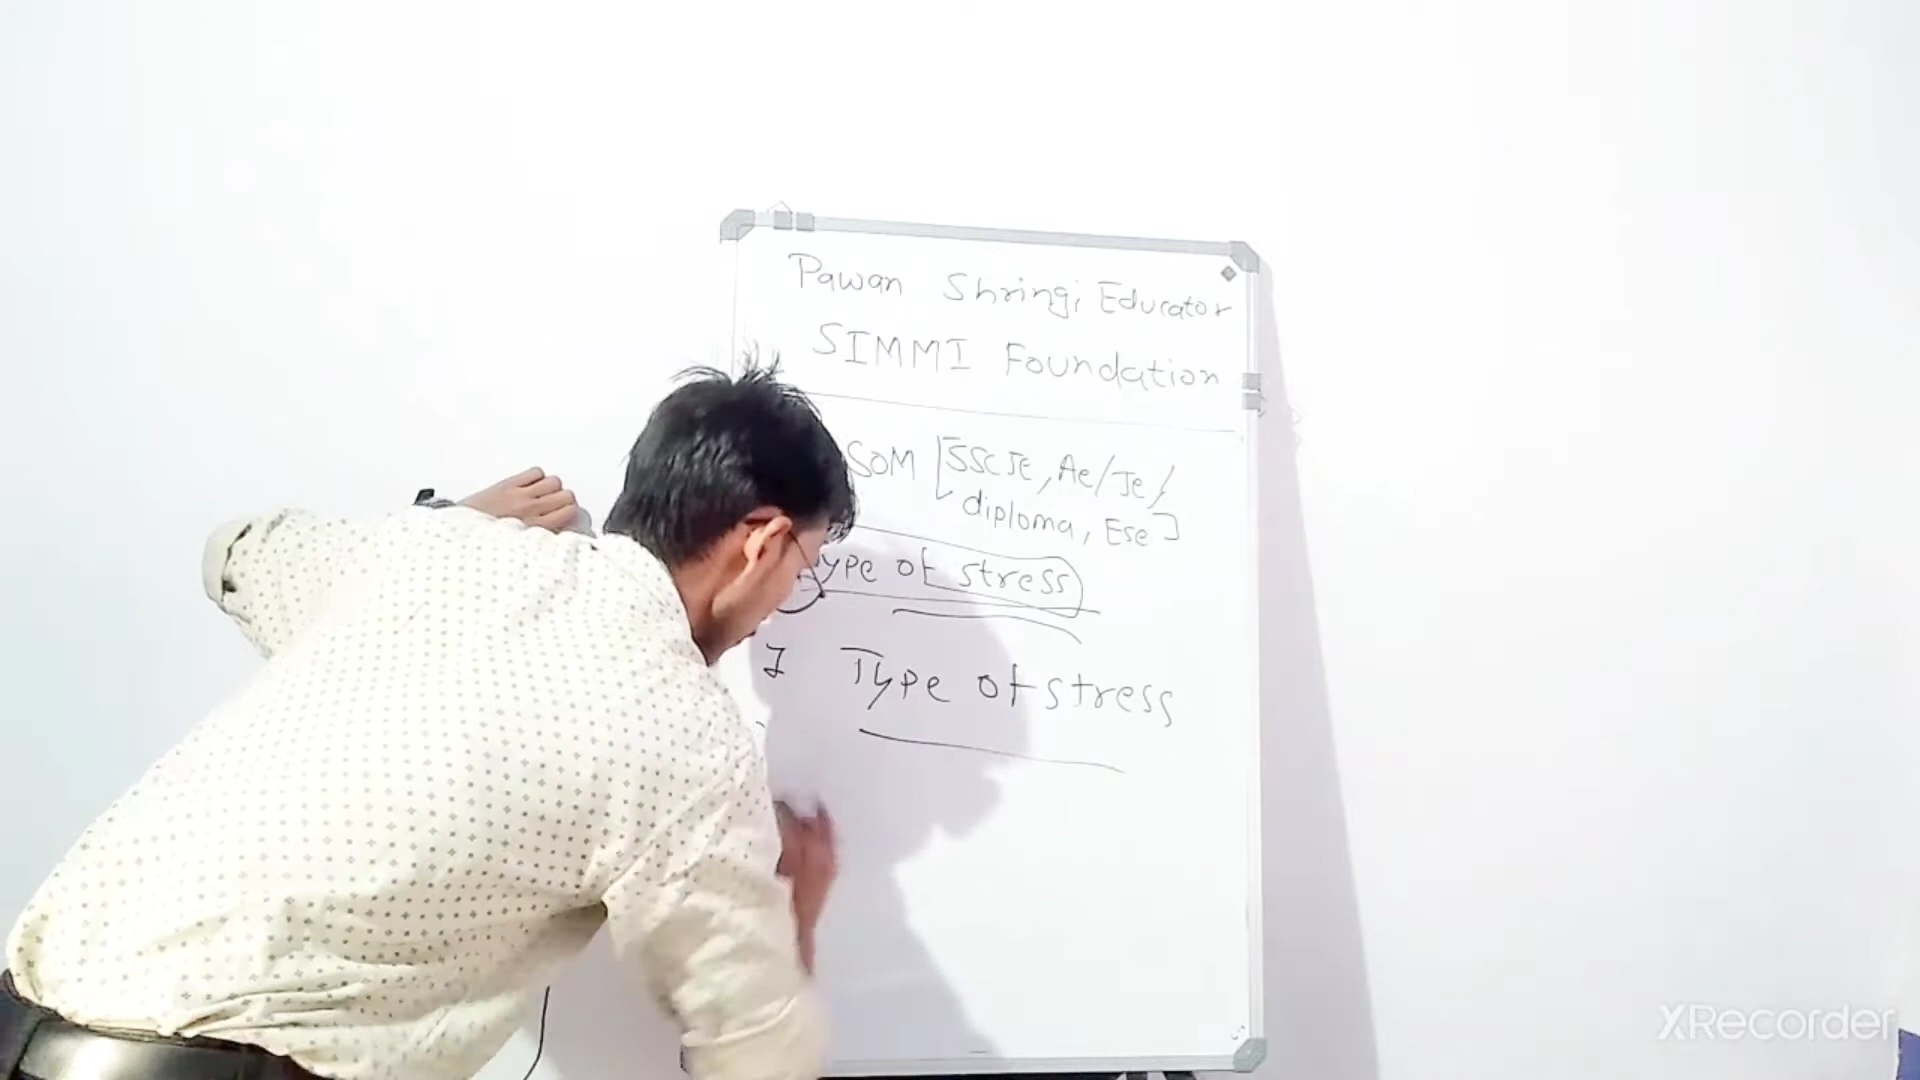 Pawan Shringi Educator
SIMMI Foundation
SOM [SSC JE, Ae/Je/
diploma, Ese]
ype of stress
I Type of stress
XRecorder